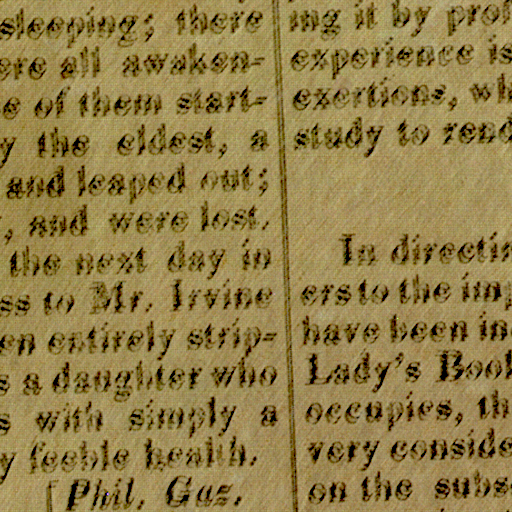 sleeping; there
ere all awaken-
e of them start-
y the eldest, a
and leaped out;
, and were lost.
the next day in
ss to Mr. Irvine
en entirely strip-
s a daughter who
s with simply a
y feeble health.
[Phil. Gaz.
ing it by pro
experience is
exertions, wh
study to rend
In directin
ers to the imp
have been in
Lady's Book
occupies, th
very conside
on the subs